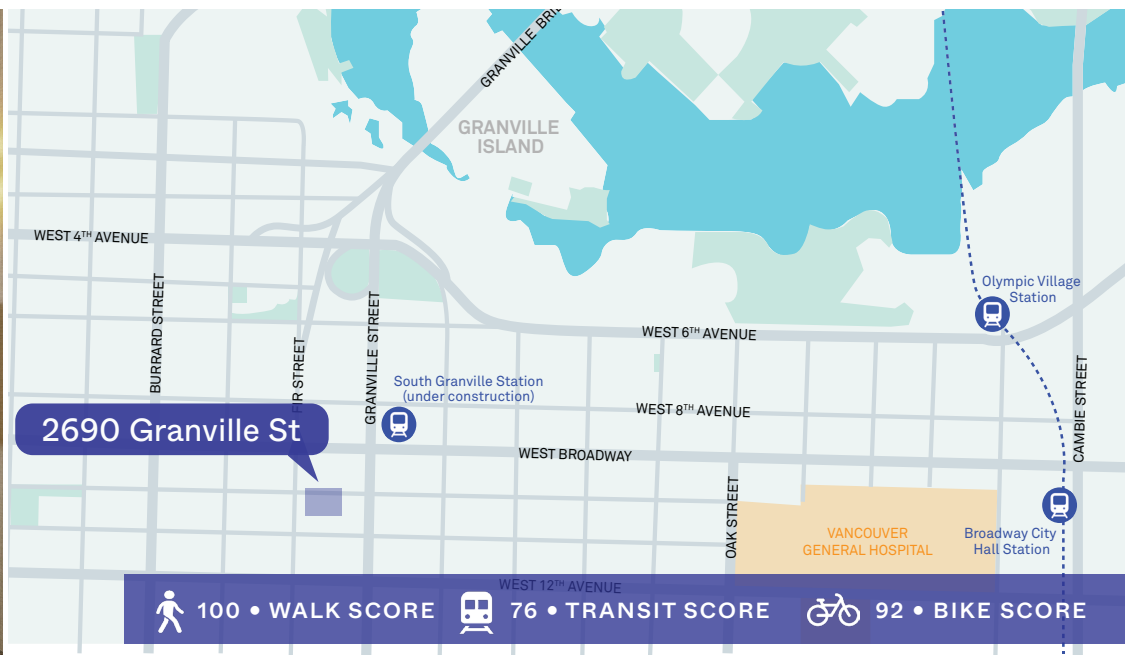 GRANVILLE BRI
GRANVILLE
ISLAND
WEST 4TH AVENUE
BURRARD STREET
FIR STREET
GRANVILLE STREET
Olympic Village
Station
WEST 6TH AVENUE
South Granville Station
(under construction)
WEST 8TH AVENUE
CAMBIE STREET
2690 Granville St
WEST BROADWAY
OAK STREET
VANCOUVER
GENERAL HOSPITAL
Broadway City
Hall Station
WEST 12TH AVENUE
100 • WALK SCORE
76 • TRANSIT SCORE
92 • BIKE SCORE